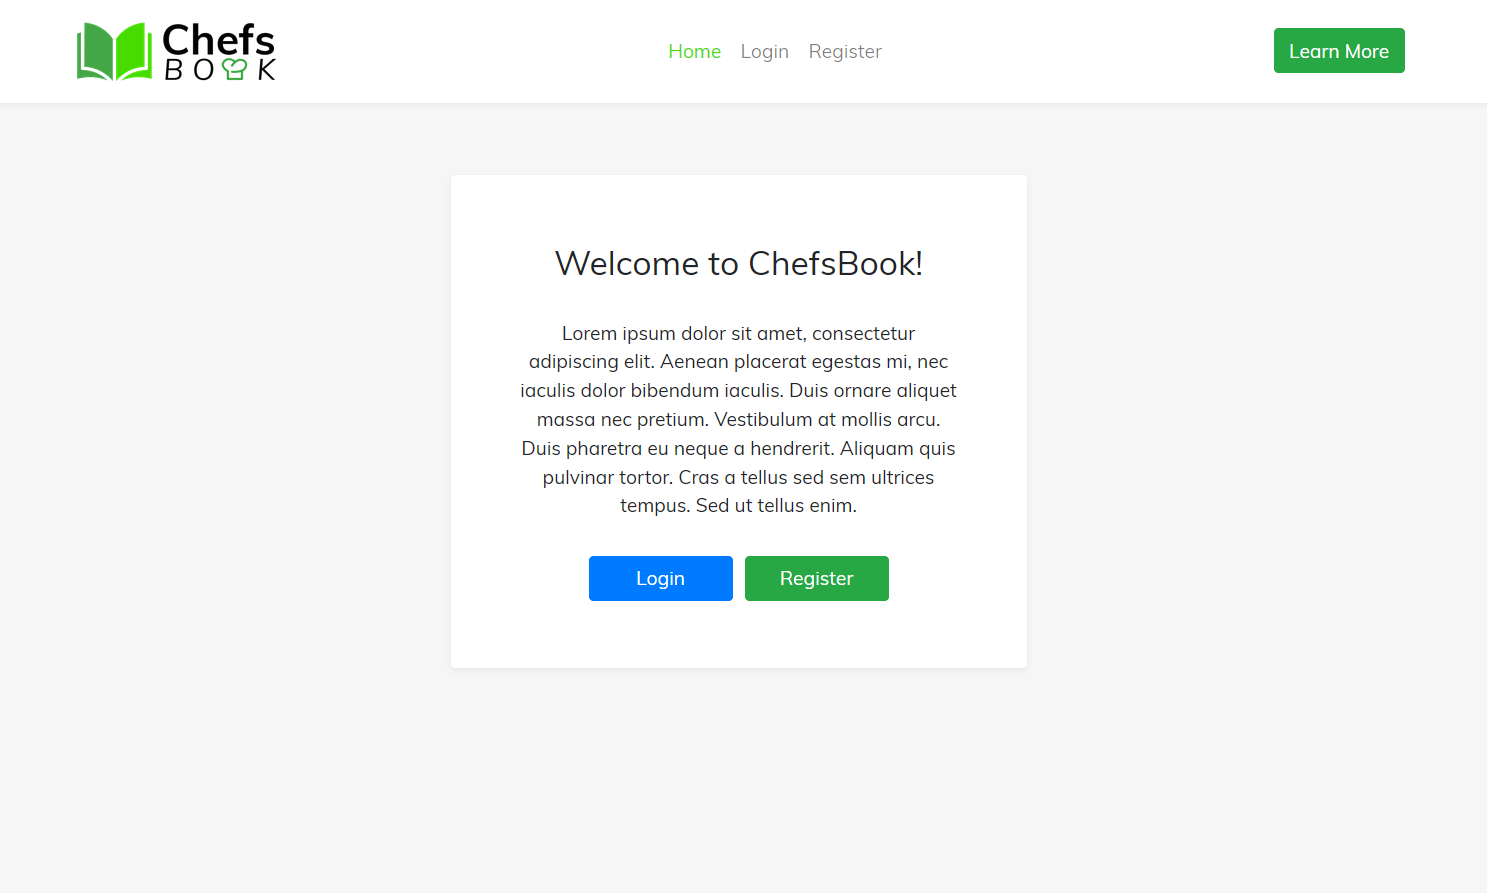 Chefs
BOOK
Home Login Register
Learn More
Welcome to ChefsBook!
Lorem ipsum dolor sit amet, consectetur
adipiscing elit. Aenean placerat egestas mi, nec
iaculis dolor bibendum iaculis. Duis ornare aliquet
massa nec pretium. Vestibulum at mollis arcu.
Duis pharetra eu neque a hendrerit. Aliquam quis
pulvinar tortor. Cras a tellus sed sem ultrices
tempus. Sed ut tellus enim.
Login Register